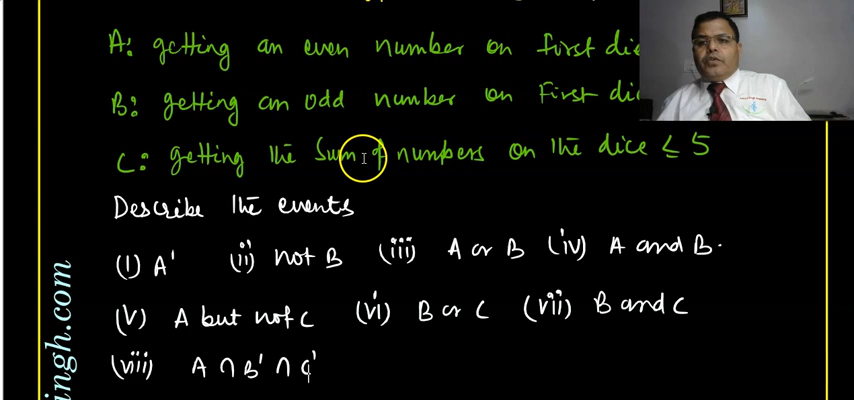 A: getting an even number on first dic
B: getting an odd number on First dic
C: getting the Sum of numbers on the dice ≤ 5
Describe the events
(i) A' (ii) not B (iii) A or B (iv) A and B.
(v) A but not C (vi) B or C (vii) B and C
(viii) A ∩ B' ∩ C'
ingh.com